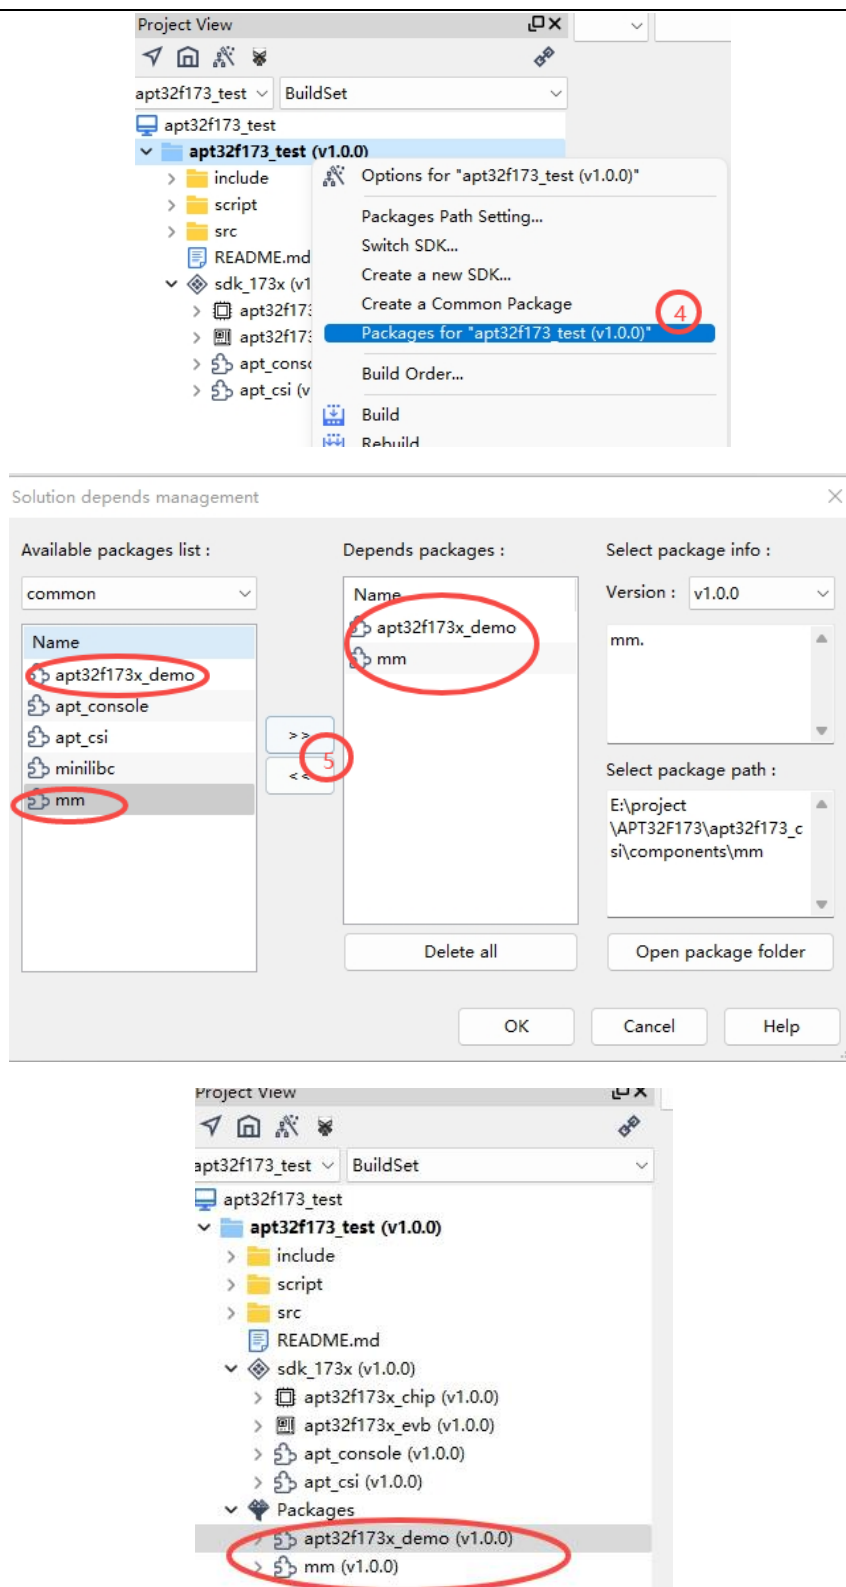 Project View
apt32f173_test
BuildSet
apt32f173_test
apt32f173_test (v1.0.0)
include
script
src
README.md
sdk_173x (v1
apt32f173
apt32f173
apt_conso
apt_csi (v
Options for "apt32f173_test (v1.0.0)"
Packages Path Setting...
Switch SDK...
Create a new SDK...
Create a Common Package
4
Packages for "apt32f173_test (v1.0.0)"
Build Order...
Build
Rebuild
Solution depends management
Available packages list :
common
Name
apt32f173x_demo
apt_console
apt_csi
minilibc
mm
>>
5
<<
Depends packages :
Name
apt32f173x_demo
mm
Delete all
Select package info :
Version :
v1.0.0
mm.
Select package path :
E:\project
\APT32F173\apt32f173_c
si\components\mm
Open package folder
OK
Cancel
Help
Project View
apt32f173_test
BuildSet
apt32f173_test
apt32f173_test (v1.0.0)
include
script
src
README.md
sdk_173x (v1.0.0)
apt32f173x_chip (v1.0.0)
apt32f173x_evb (v1.0.0)
apt_console (v1.0.0)
apt_csi (v1.0.0)
Packages
apt32f173x_demo (v1.0.0)
mm (v1.0.0)